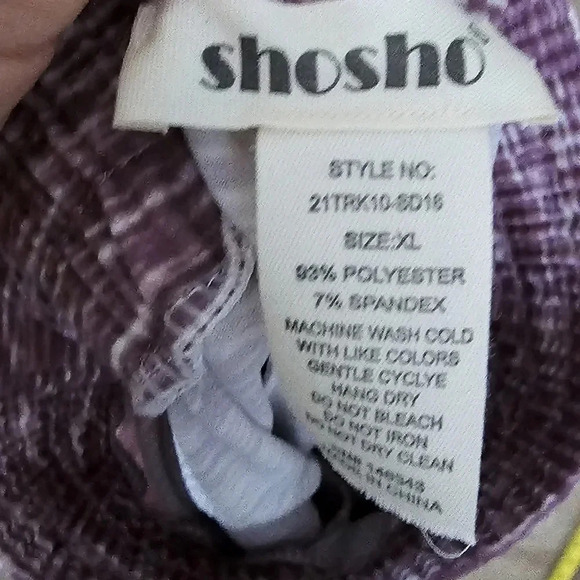 shosho
STYLE NO:
21TRK10-SD16
SIZE:XL
93% POLYESTER
7% SPANDEX
MACHINE WASH COLD
WITH LIKE COLORS
GENTLE CYCLYE
HANG DRY
DO NOT BLEACH
DO NOT IRON
DO NOT DRY CLEAN
MADE IN CHINA